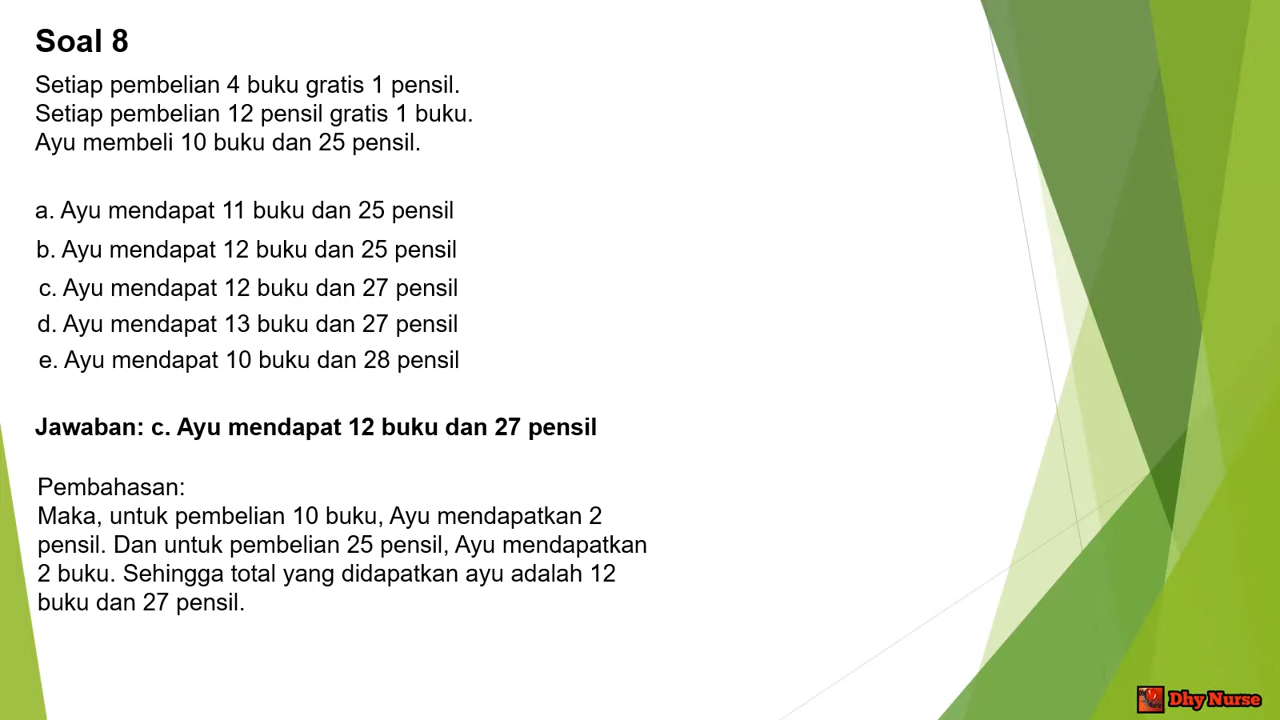 Soal 8
Setiap pembelian 4 buku gratis 1 pensil.
Setiap pembelian 12 pensil gratis 1 buku.
Ayu membeli 10 buku dan 25 pensil.
a. Ayu mendapat 11 buku dan 25 pensil
b. Ayu mendapat 12 buku dan 25 pensil
c. Ayu mendapat 12 buku dan 27 pensil
d. Ayu mendapat 13 buku dan 27 pensil
e. Ayu mendapat 10 buku dan 28 pensil
Jawaban: c. Ayu mendapat 12 buku dan 27 pensil
Pembahasan:
Maka, untuk pembelian 10 buku, Ayu mendapatkan 2
pensil. Dan untuk pembelian 25 pensil, Ayu mendapatkan
2 buku. Sehingga total yang didapatkan ayu adalah 12
buku dan 27 pensil.
Dhy Nurse